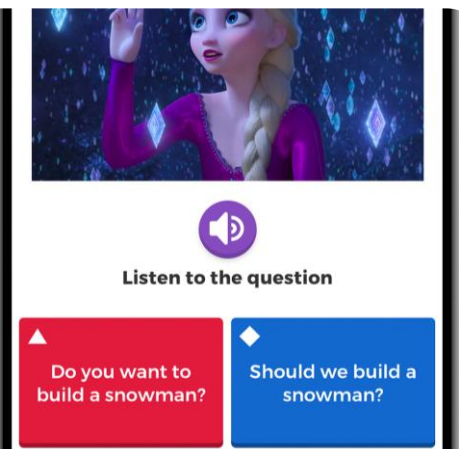 Listen to the question
Do you want to
build a snowman?
Should we build a
snowman?